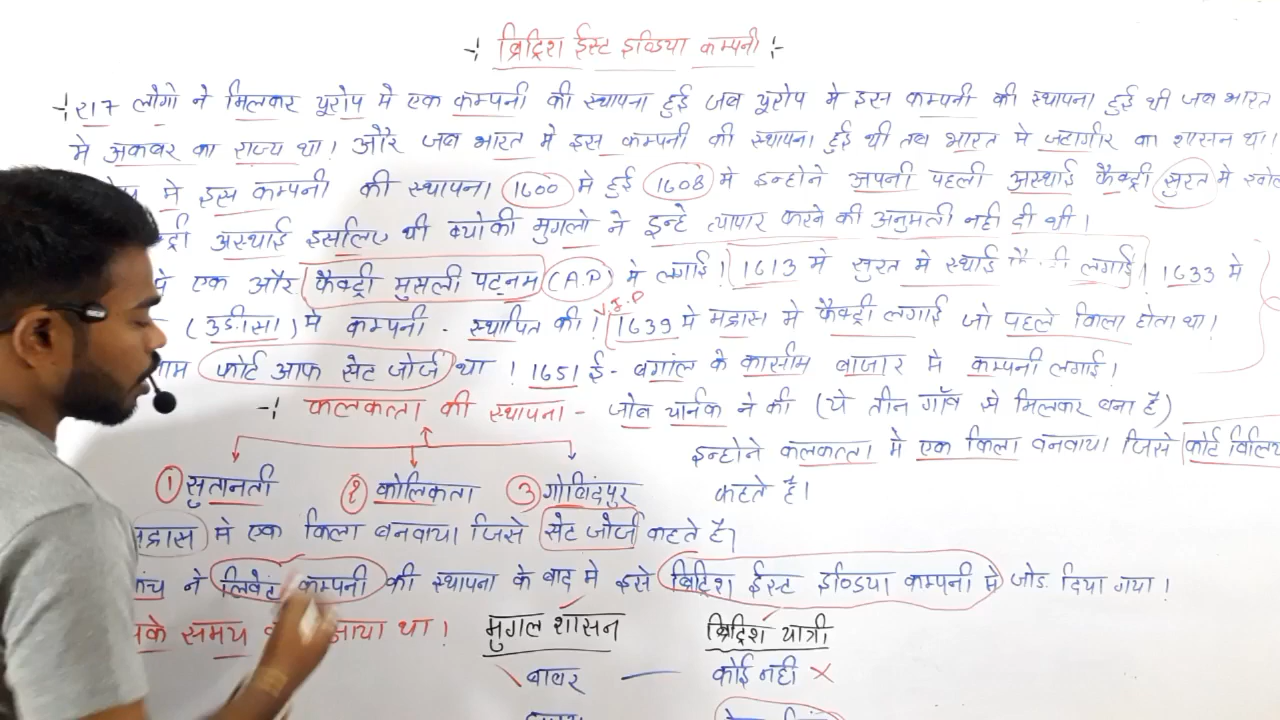 -:- ब्रिट्रिश ईस्ट इण्डिया कम्पनी -:-
-:217 लोगो ने मिलकर यूरोप मे एक कम्पनी की स्थापना हुई जब यूरोप मे इस कम्पनी की स्थापना हुई थी जब भारत
मे अकबर का राज्य था। और जब भारत मे इस कम्पनी की स्थापना हुई थी तब भारत मे जहागीर का शासन था।
मे इस कम्पनी की स्थापना 1600 मे हुई 1608 मे इन्होने अपनी पहली अस्थाई फैक्ट्री सुरत मे
अस्थाई इसलिए थी क्योकी मुगलो ने इन्हे व्यापार करने की अनुमती नही दी थी।
एक और फैक्ट्री मुसली पट्नम (A.P) मे लगाई। 1613 मे सुरत मे स्थाई लगाई। 1633 मे
(उडीसा) मे कम्पनी - स्थापित की। 1639 मे मद्रास मे फैक्ट्री लगाई जो पहले किला होता था।
फोर्ट आफ सेट जोर्ज था। 1651 ई - बगांल के कासीम बाजार मे कम्पनी लगाई।
-: कलकता की स्थापना - जोब चार्नक ने की (ये तीन गाँव से मिलकर बना है)
इन्होने कलकत्ता मे एक किला बनवाया जिसे फोर्ट
① सुतानती ② कोलिकता ③ गोबिंदपुर कहते है।
मे एक किला बनवाया जिसे सेट जोर्ज कहते है।
ने लिवेंट कम्पनी की स्थापना के बाद मे इसे ब्रिट्रिश ईस्ट इण्डिया कम्पनी मे जोड दिया गया।
समय आया था। मुगल शासन ब्रिट्रिश यात्री
बाबर — कोई नही ×